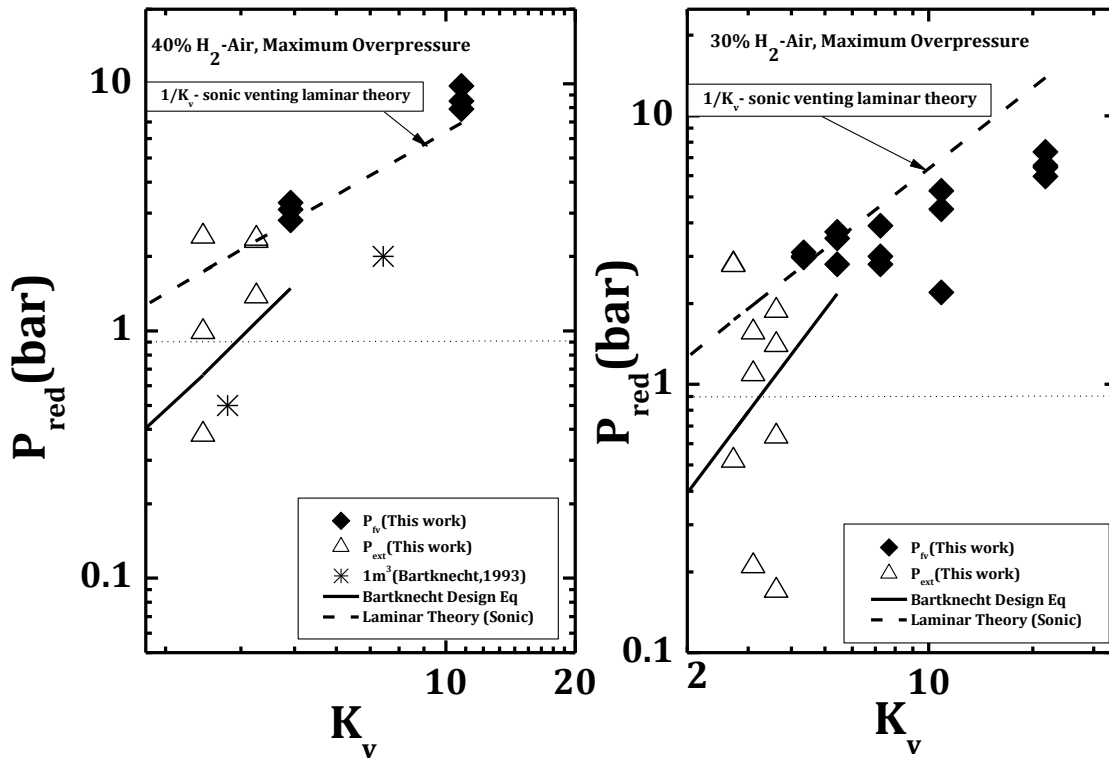 40% H2-Air, Maximum Overpressure
1/Kv- sonic venting laminar theory
10
1
0.1
Pred(bar)
Pfv(This work)
Pext(This work)
1m3(Bartknecht,1993)
Bartknecht Design Eq
Laminar Theory (Sonic)
10
20
Kv
30% H2-Air, Maximum Overpressure
1/Kv- sonic venting laminar theory
10
1
0.1
Pred(bar)
Pfv(This work)
Pext(This work)
Bartknecht Design Eq
Laminar Theory (Sonic)
2
10
Kv